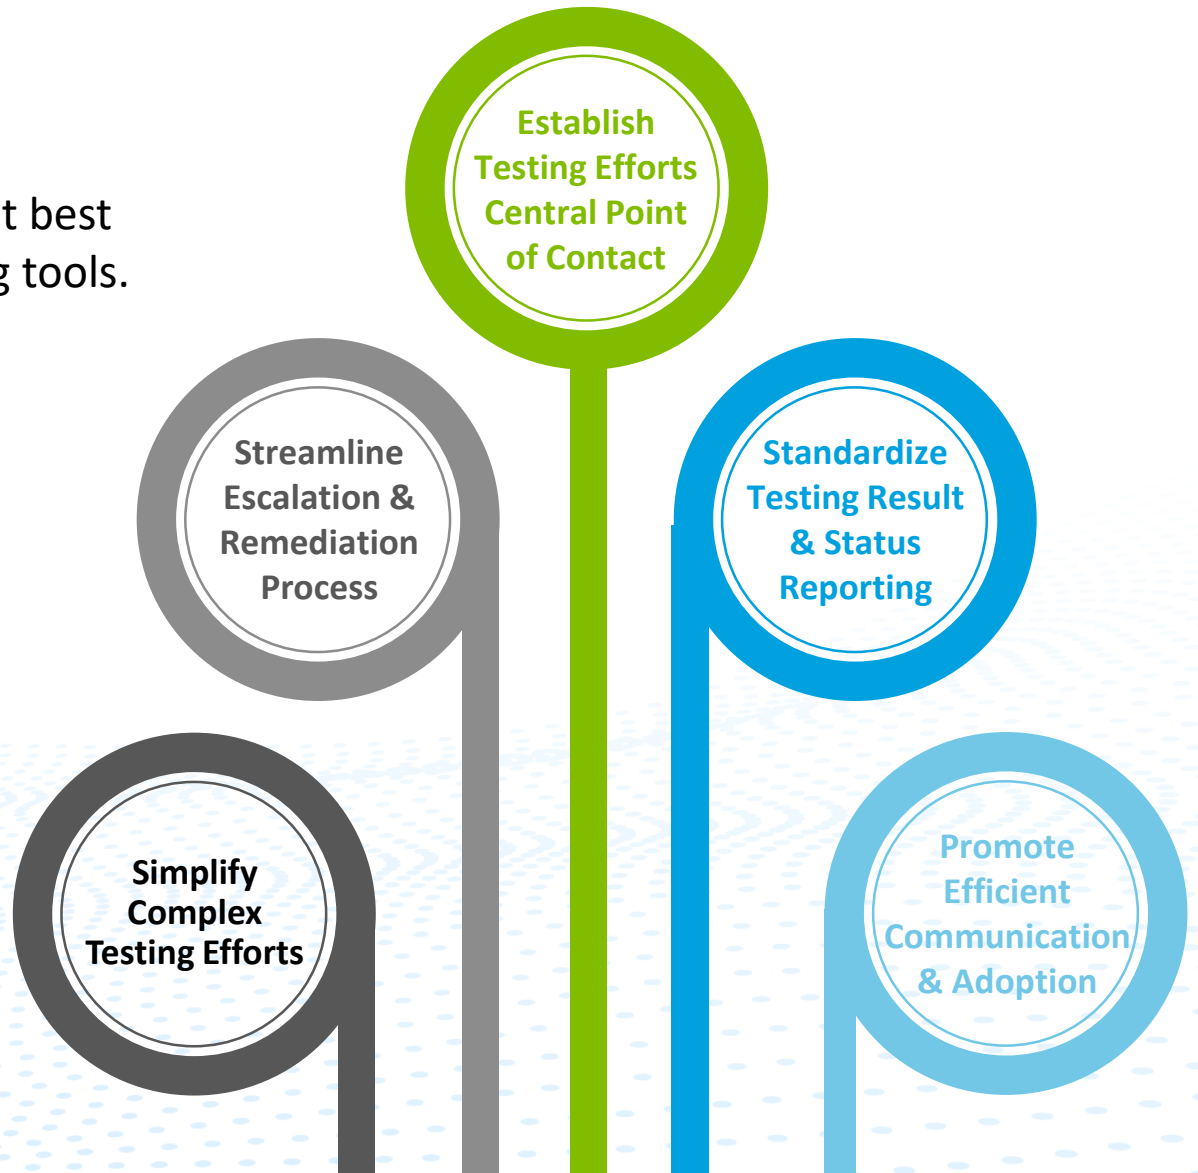 Establish
Testing Efforts
Central Point
of Contact
t best
g tools.
Streamline
Escalation &
Remediation
Process
Standardize
Testing Result
& Status
Reporting
Simplify
Complex
Testing Efforts
Promote
Efficient
Communication
& Adoption